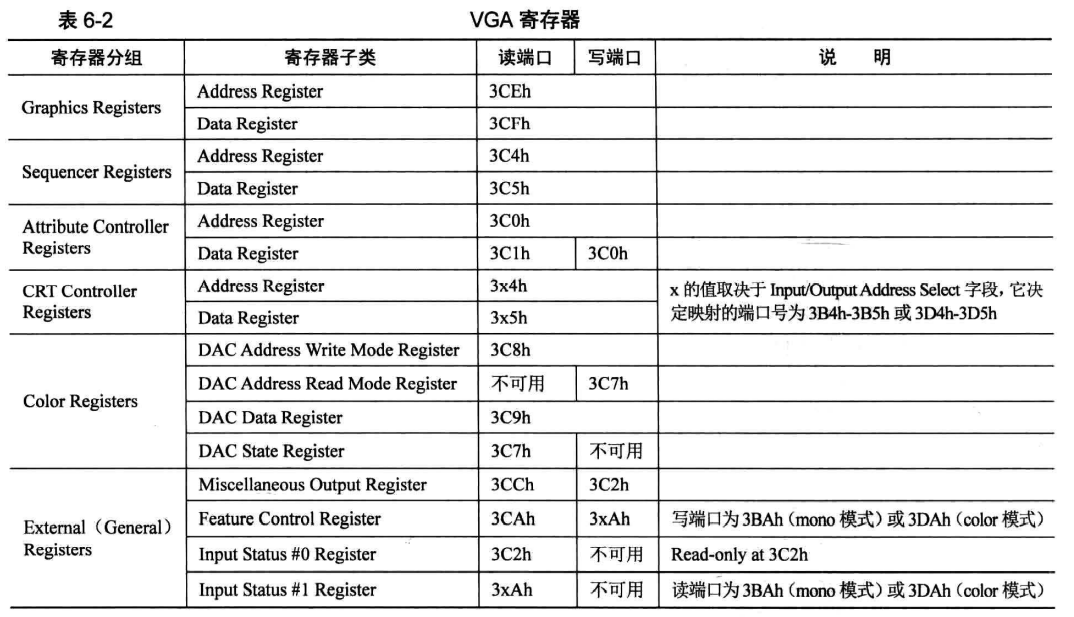 表 6-2 VGA 寄存器
寄存器分组 寄存器子类 读端口 写端口 说 明
Graphics Registers
Address Register 3CEh
Data Register 3CFh
Sequencer Registers
Address Register 3C4h
Data Register 3C5h
Attribute Controller
Registers
Address Register 3C0h
Data Register 3C1h 3C0h
CRT Controller
Registers
Address Register 3x4h
Data Register 3x5h
x 的值取决于 Input/Output Address Select 字段，它决
定映射的端口号为 3B4h-3B5h 或 3D4h-3D5h
Color Registers
DAC Address Write Mode Register 3C8h
DAC Address Read Mode Register 不可用 3C7h
DAC Data Register 3C9h
DAC State Register 3C7h 不可用
External（General）
Registers
Miscellaneous Output Register 3CCh 3C2h
Feature Control Register 3CAh 3xAh 写端口为 3BAh（mono 模式）或 3DAh（color 模式）
Input Status #0 Register 3C2h 不可用 Read-only at 3C2h
Input Status #1 Register 3xAh 不可用 读端口为 3BAh（mono 模式）或 3DAh（color 模式）